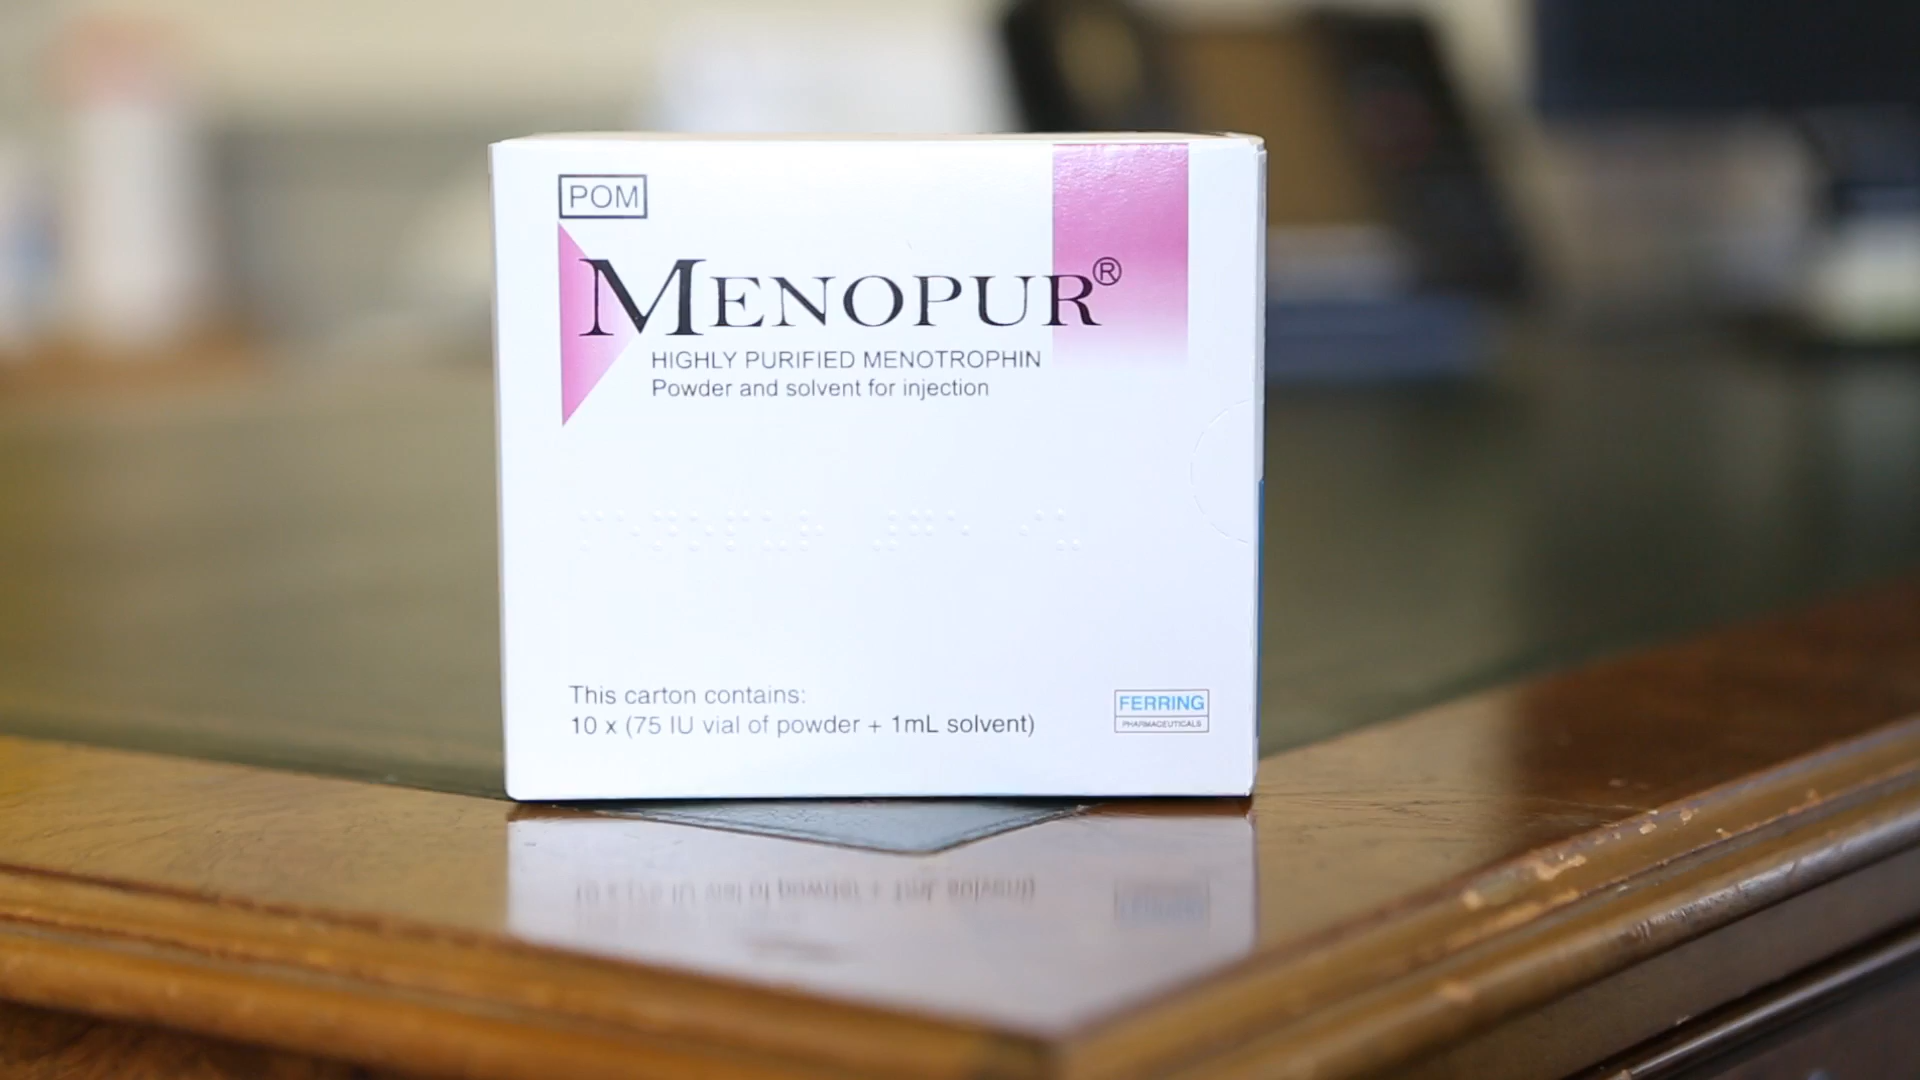 POM
MENOPUR®
HIGHLY PURIFIED MENOTROPHIN
Powder and solvent for injection
This carton contains:
10 x (75 IU vial of powder + 1mL solvent)
FERRING
PHARMACEUTICALS